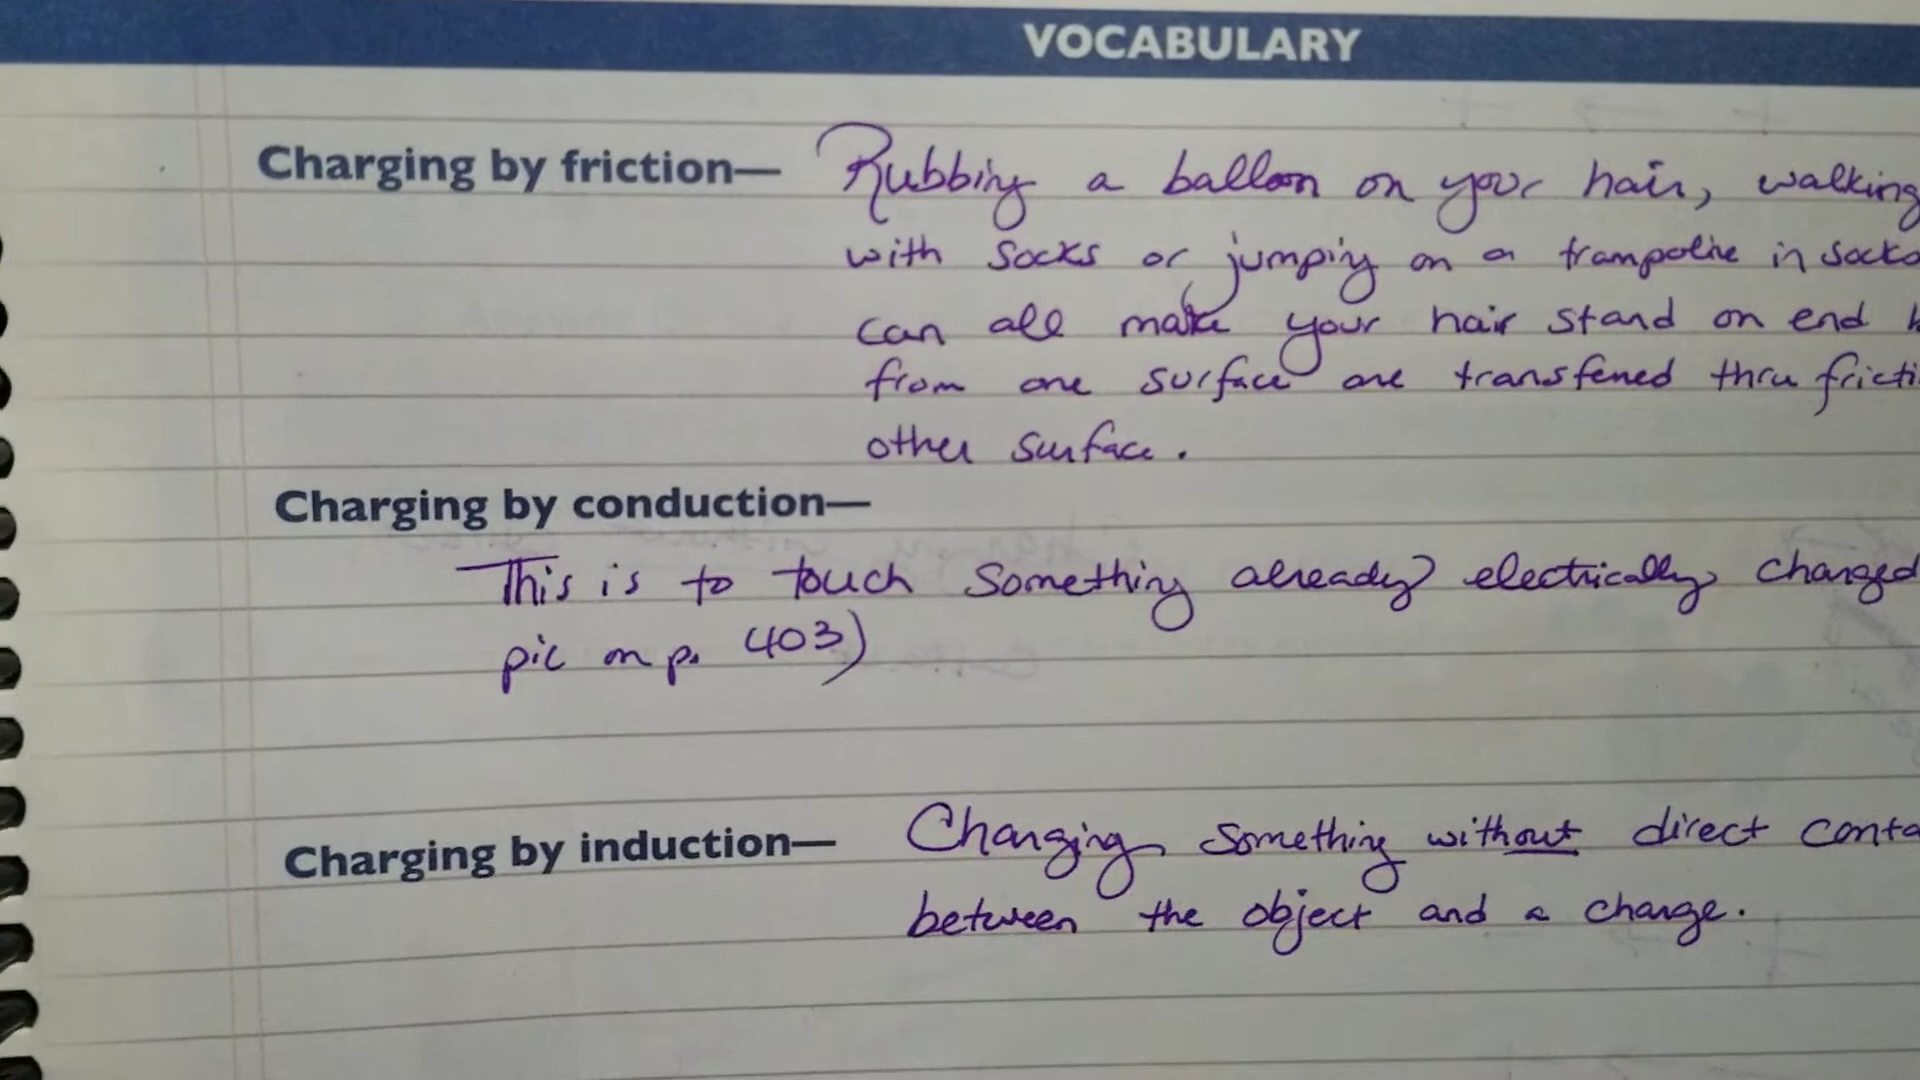 VOCABULARY
Charging by friction— Rubbing a balloon on your hair, walking
with socks or jumping on a trampoline in socks
can all make your hair stand on end
from one surface are transferred thru fricti
other surface.
Charging by conduction—
This is to touch something already electrically charged
pic on p. 403)
Charging by induction— Charging something without direct conta
between the object and a charge.